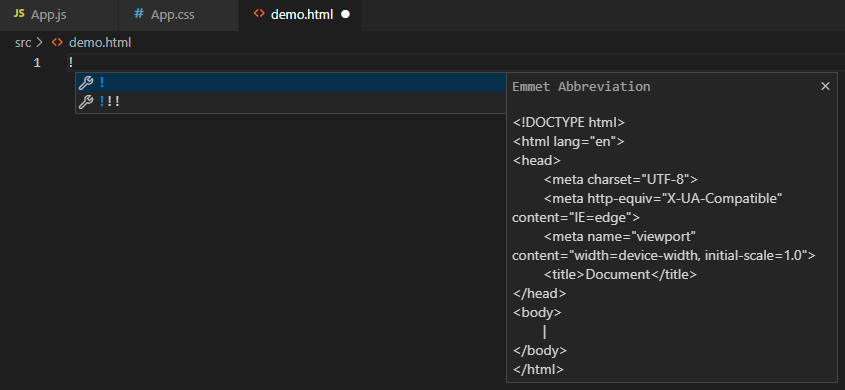 JS App.js # App.css <> demo.html
src > <> demo.html
1 !
!
!!!
Emmet Abbreviation ×
<!DOCTYPE html>
<html lang="en">
<head>
<meta charset="UTF-8">
<meta http-equiv="X-UA-Compatible"
content="IE=edge">
<meta name="viewport"
content="width=device-width, initial-scale=1.0">
<title>Document</title>
</head>
<body>
|
</body>
</html>